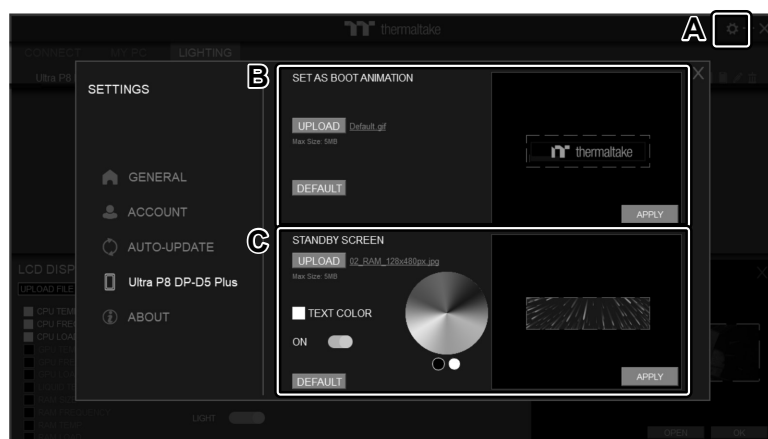 thermaltake
A
CONNECT
MY PC
LIGHTING
Ultra P8
SETTINGS
GENERAL
ACCOUNT
AUTO-UPDATE
Ultra P8 DP-D5 Plus
ABOUT
B
SET AS BOOT ANIMATION
UPLOAD Default.gif
Max Size: 5MB
DEFAULT
thermaltake
APPLY
C
STANDBY SCREEN
UPLOAD 02_RAM_128x480px.jpg
Max Size: 5MB
TEXT COLOR
ON
DEFAULT
APPLY
LCD DISP
UPLOAD FILE
CPU TEM
CPU FRE
CPU LOA
RAM FREQUENCY
LIGHT
OPEN
OK